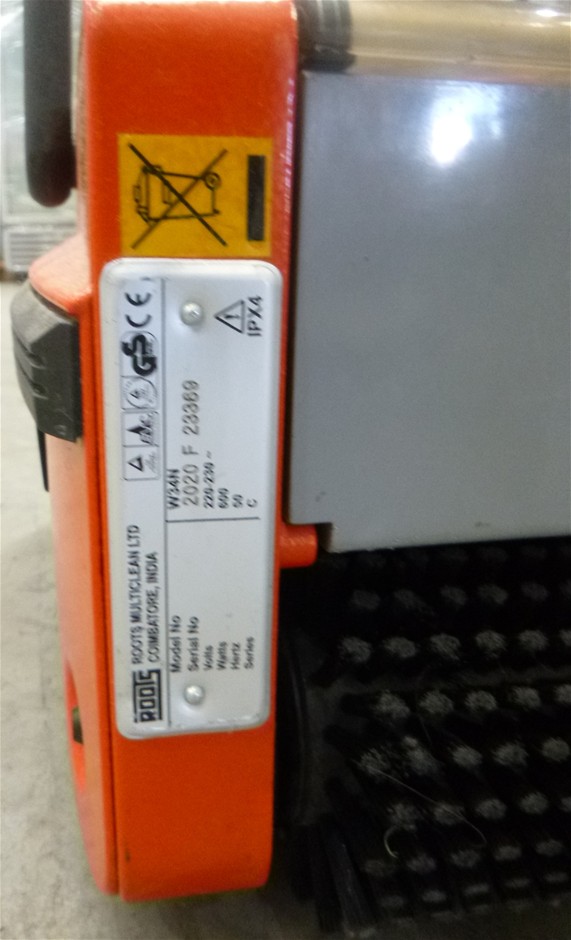 ROOTS
ROOTS MULTICLEAN LTD
COIMBATORE, INDIA
GS CE
Model No W34N
Serial No 2020 F 23369
Volts 220-230 ~
Watts 600
Hertz 50
Series C
IPX4